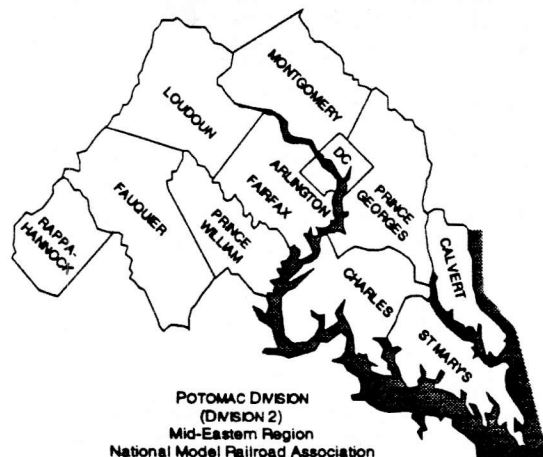 MONTGOMERY
LOUDOUN
DC
ARLINGTON
FAIRFAX
PRINCE
GEORGES
FAUQUIER
PRINCE
WILLIAM
RAPPA-
HANNOCK
CALVERT
CHARLES
ST MARY'S
POTOMAC DIVISION
(DIVISION 2)
Mid-Eastern Region
National Model Railroad Association